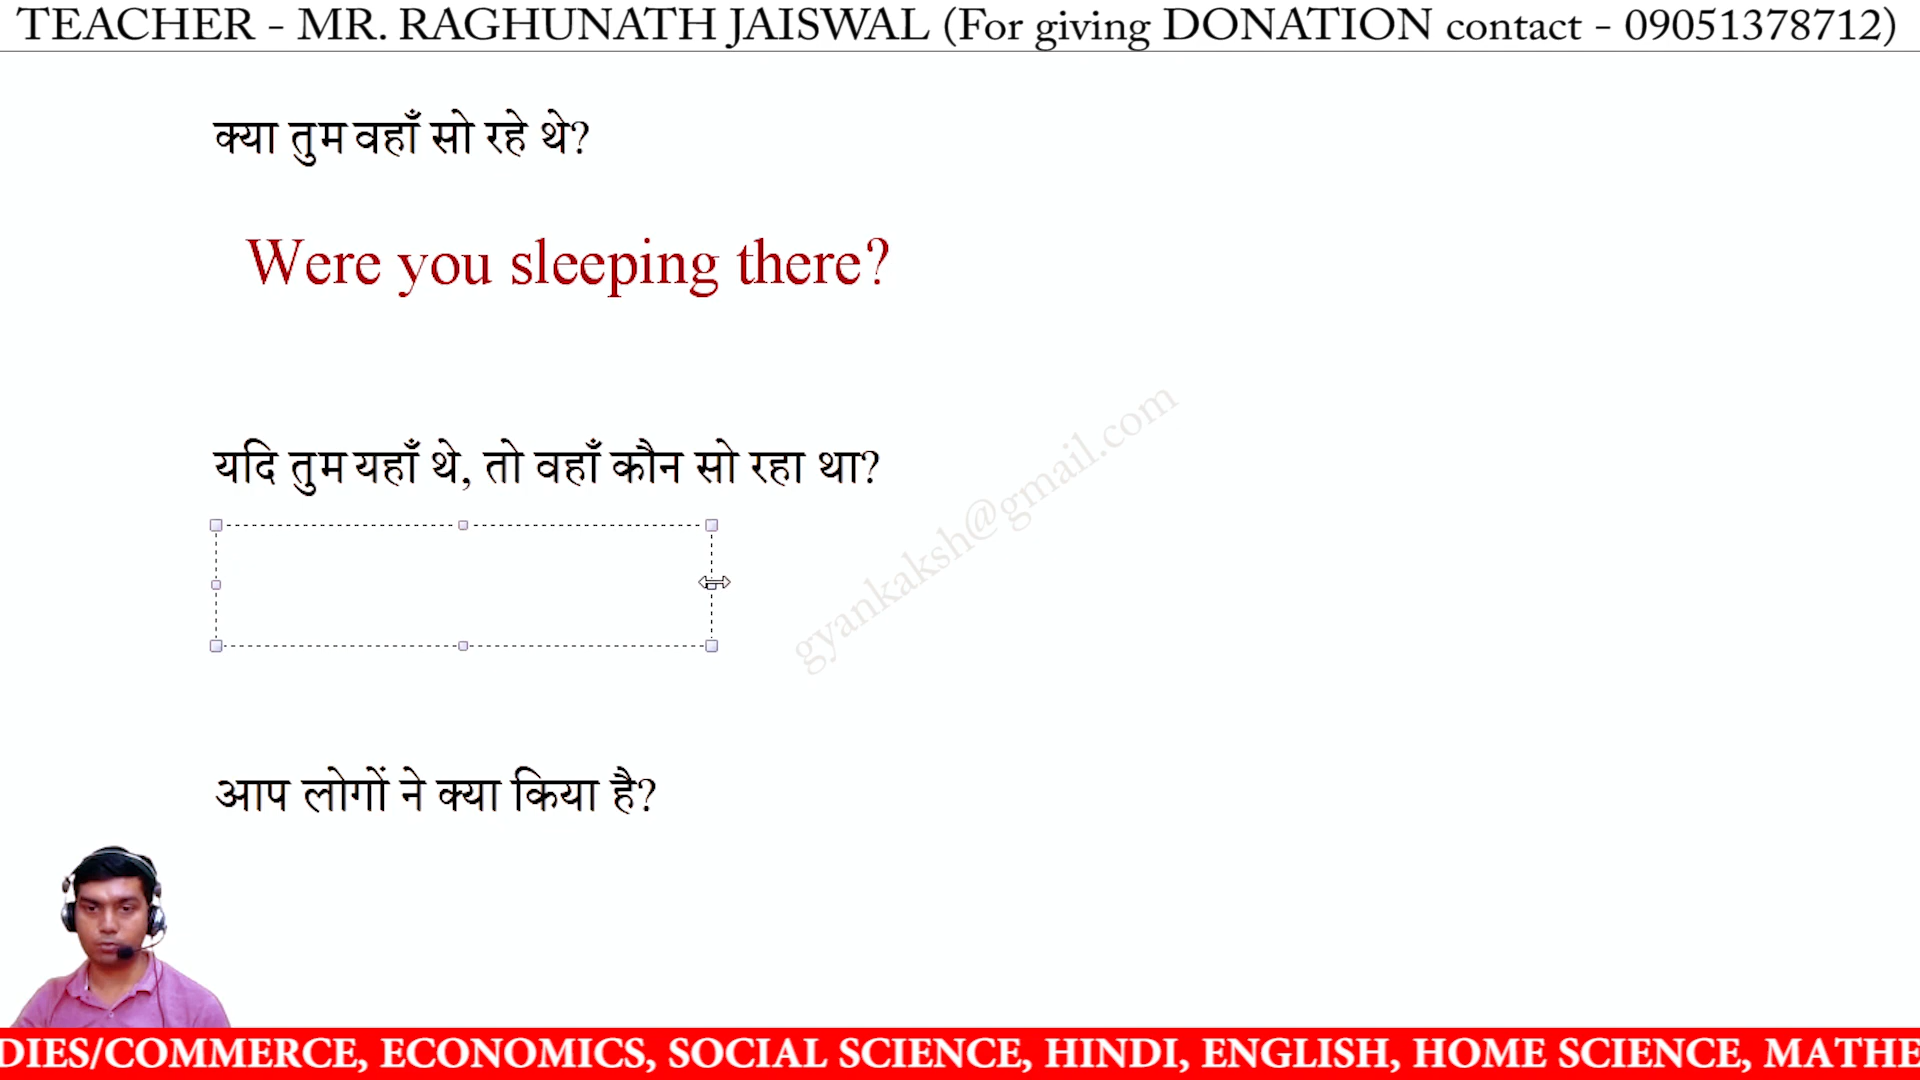 TEACHER - MR. RAGHUNATH JAISWAL (For giving DONATION contact - 09051378712)
क्या तुम वहाँ सो रहे थे?
Were you sleeping there?
यदि तुम यहाँ थे, तो वहाँ कौन सो रहा था?
gyankaksh@gmail.com
आप लोगों ने क्या किया है?
DIES/COMMERCE, ECONOMICS, SOCIAL SCIENCE, HINDI, ENGLISH, HOME SCIENCE, MATHE